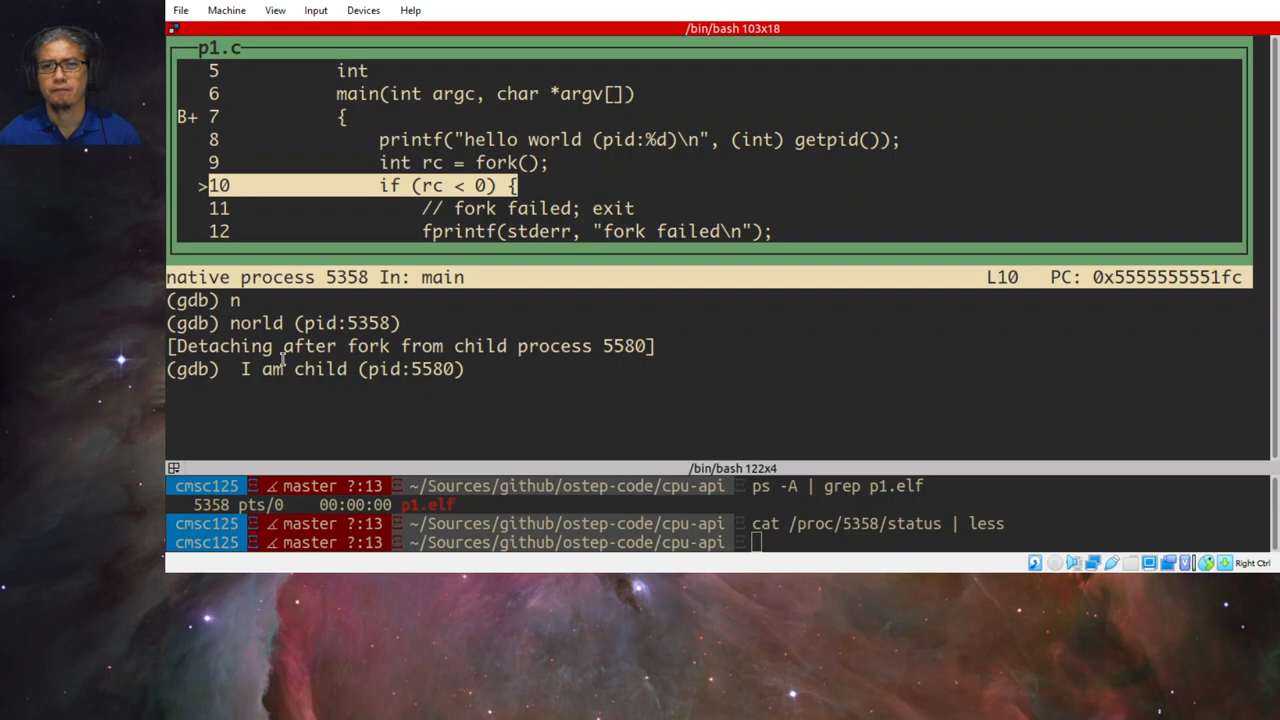 File Machine View Input Devices Help
/bin/bash 103x18
p1.c
5 int
6 main(int argc, char *argv[])
B+ 7 {
8 printf("hello world (pid:%d)\n", (int) getpid());
9 int rc = fork();
>10 if (rc < 0) {
11 // fork failed; exit
12 fprintf(stderr, "fork failed\n");
native process 5358 In: main L10 PC: 0x5555555551fc
(gdb) n
(gdb) norld (pid:5358)
[Detaching after fork from child process 5580]
(gdb) I am child (pid:5580)
/bin/bash 122x4
cmsc125 master ?:13 ~/Sources/github/ostep-code/cpu-api ps -A | grep p1.elf
5358 pts/0 00:00:00 p1.elf
cmsc125 master ?:13 ~/Sources/github/ostep-code/cpu-api cat /proc/5358/status | less
cmsc125 master ?:13 ~/Sources/github/ostep-code/cpu-api
Right Ctrl